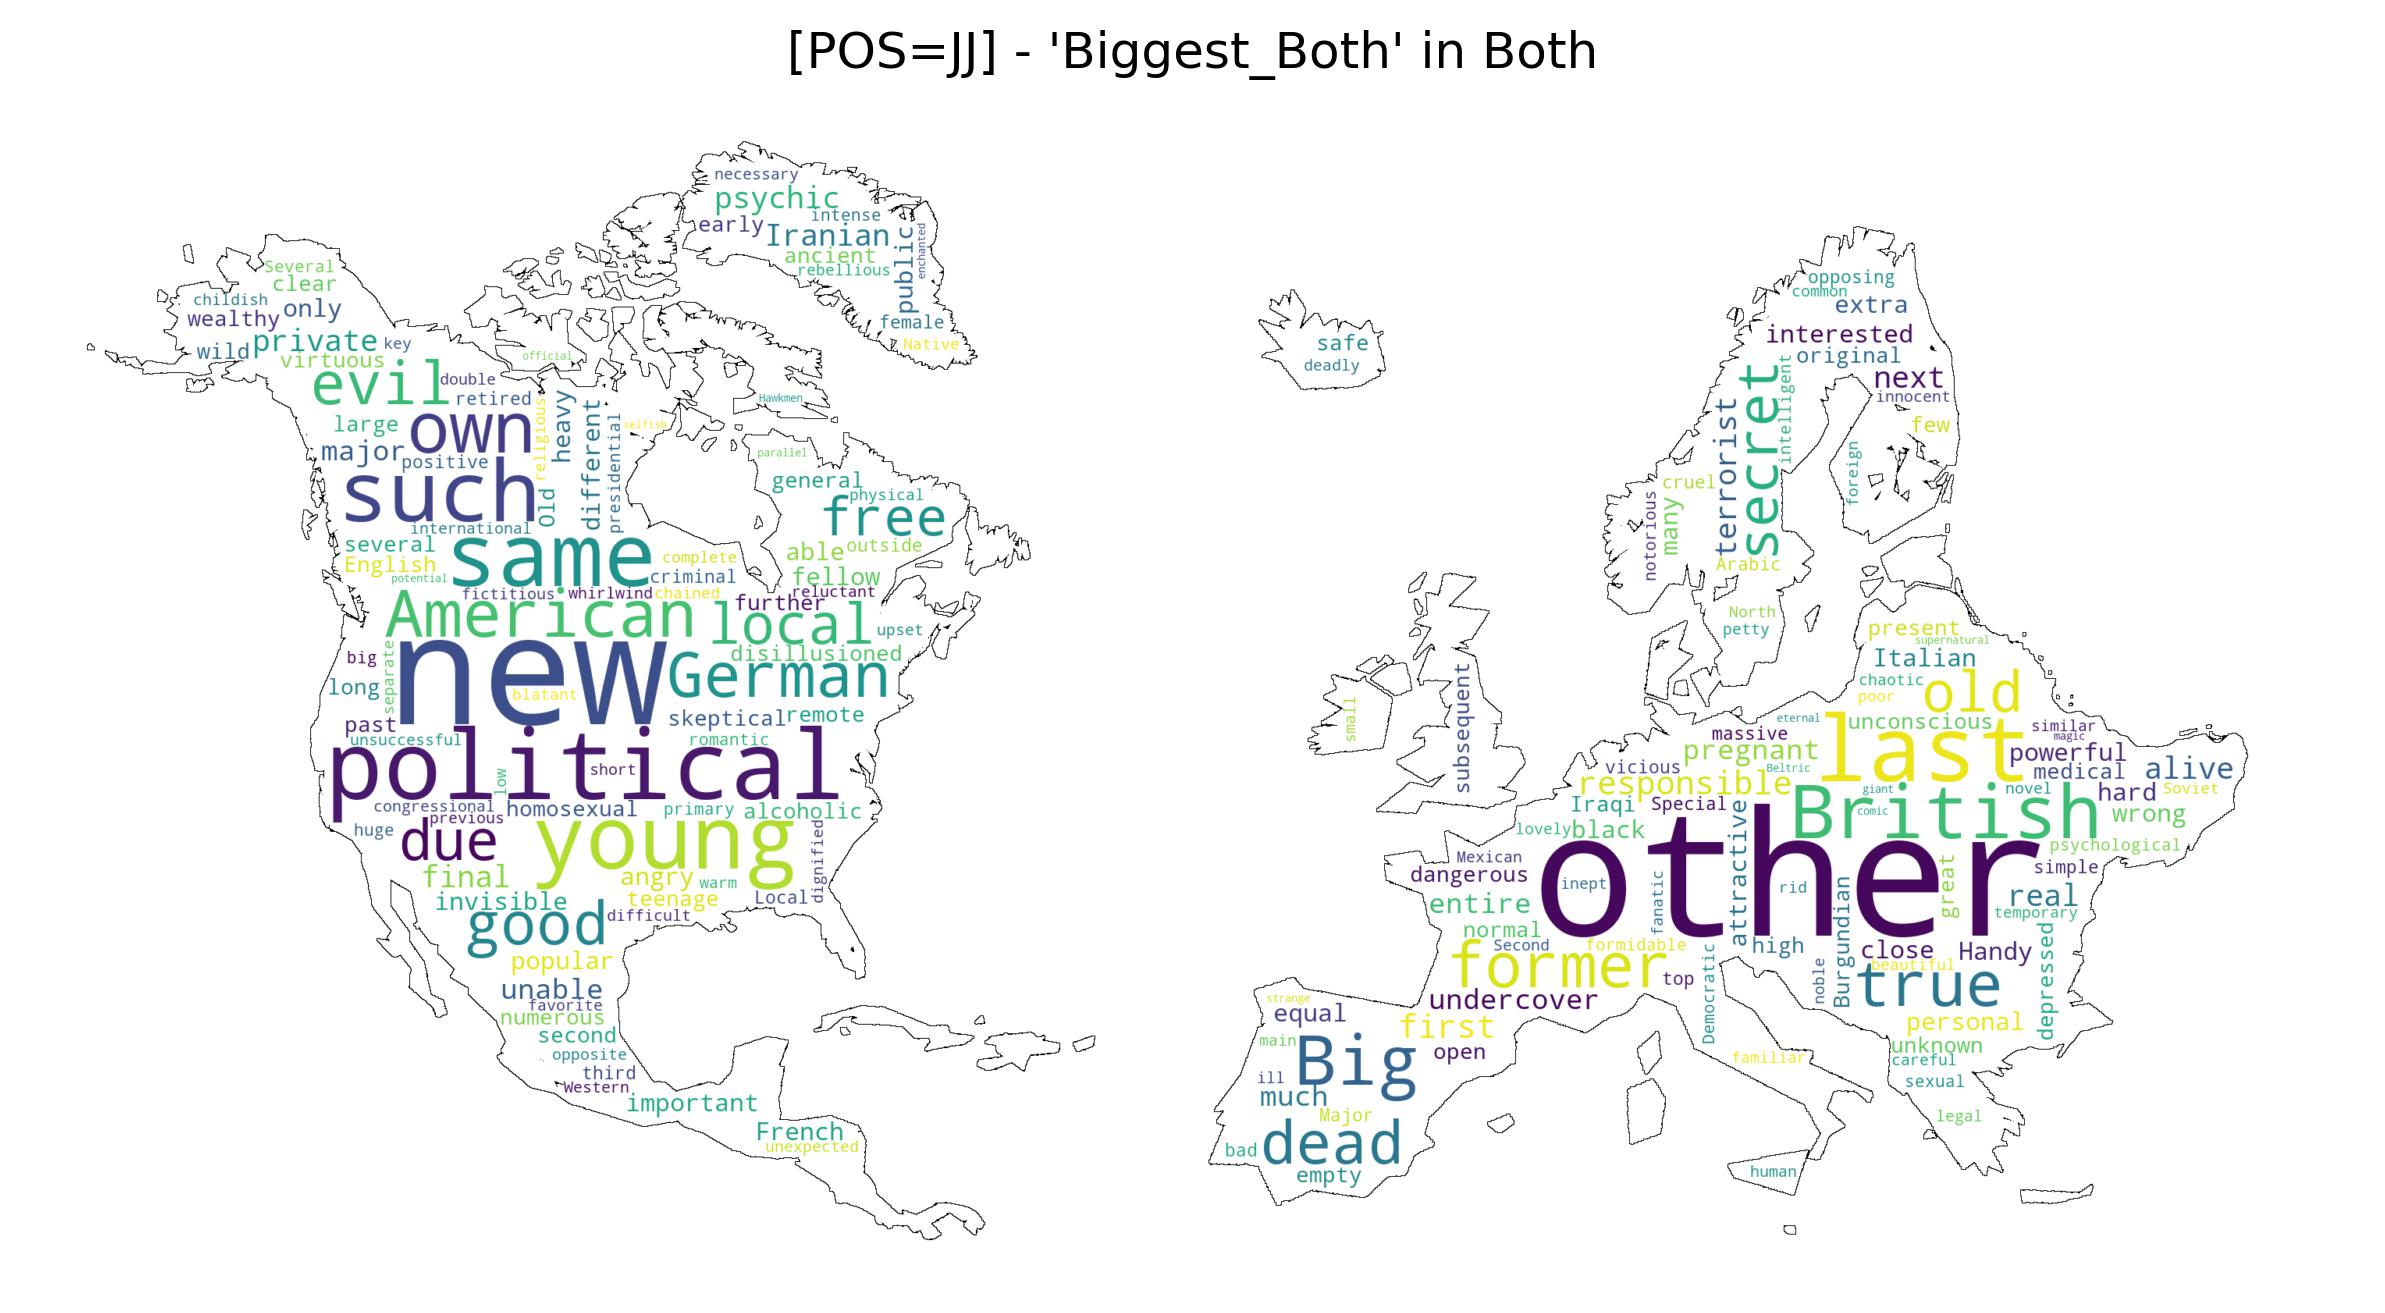 [POS=JJ] - 'Biggest_Both' in Both
necessary
psychic
intense
early
Iranian
public
enchanted
ancient
rebellious
female
Native
Several
clear
childish
only
wealthy
private
key
wild
virtuous
official
evil
double
retired
Hawkmen
large
own
religious
heavy
different
presidential
selfish
major
positive
parallel
such
Old
general
physical
free
international
several
same
complete
able
outside
English
potential
criminal
fellow
fictitious
whirlwind
chained
reluctant
further
American
local
upset
new
disillusioned
big
separate
German
long
blatant
past
skeptical
remote
unsuccessful
romantic
political
short
low
congressional
homosexual
primary
alcoholic
previous
huge
due
young
dignified
final
angry
warm
invisible
teenage
Local
good
difficult
popular
unable
favorite
numerous
second
opposite
third
Western
important
French
unexpected
opposing
common
extra
safe
deadly
interested
original
intelligent
secret
next
innocent
terrorist
few
cruel
foreign
notorious
many
Arabic
North
petty
present
supernatural
Italian
subsequent
chaotic
old
poor
small
eternal
last
unconscious
similar
massive
magic
pregnant
powerful
vicious
Beltric
medical
alive
responsible
giant
novel
hard
Soviet
Iraqi
Special
British
comic
wrong
lovely
black
attractive
psychological
other
Mexican
great
simple
dangerous
inept
fanatic
rid
Burgundian
real
entire
temporary
normal
Second
formidable
high
close
Handy
depressed
former
top
Democratic
noble
beautiful
true
strange
undercover
equal
first
personal
main
Big
open
familiar
unknown
careful
ill
much
sexual
Major
legal
dead
bad
empty
human